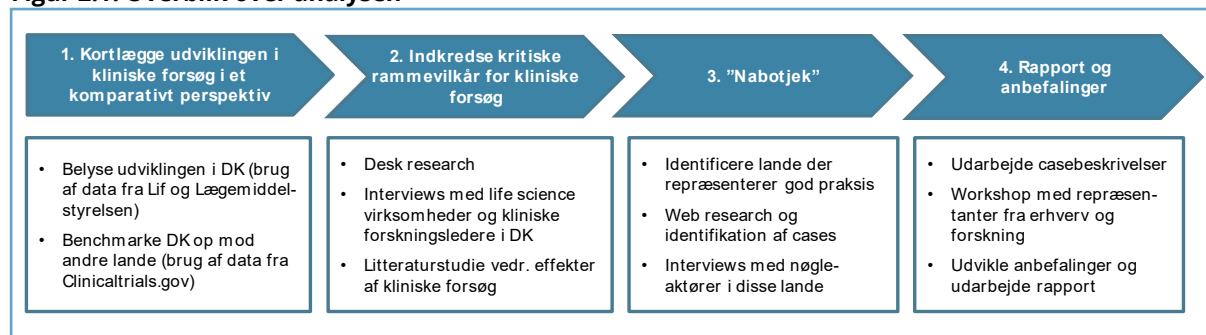 Figur 2.1. Overblik over analysen
1. Kortlægge udviklingen i
kliniske forsøg i et
komparativt perspektiv
2. Indkredse kritiske
rammevilkår for kliniske
forsøg
3. ”Nabotjek”
4. Rapport og
anbefalinger
• Belyse udviklingen i DK (brug
af data fra Lif og Lægemiddel-
styrelsen)
• Benchmarke DK op mod
andre lande (brug af data fra
Clinicaltrials.gov)
• Desk research
• Interviews med life science
virksomheder og kliniske
forskningsledere i DK
• Litteraturstudie vedr. effekter
af kliniske forsøg
• Identificere lande der
repræsenterer god praksis
• Web research og
identifikation af cases
• Interviews med nøgle-
aktører i disse lande
• Udarbejde casebeskrivelser
• Workshop med repræsen-
tanter fra erhverv og
forskning
• Udvikle anbefalinger og
udarbejde rapport